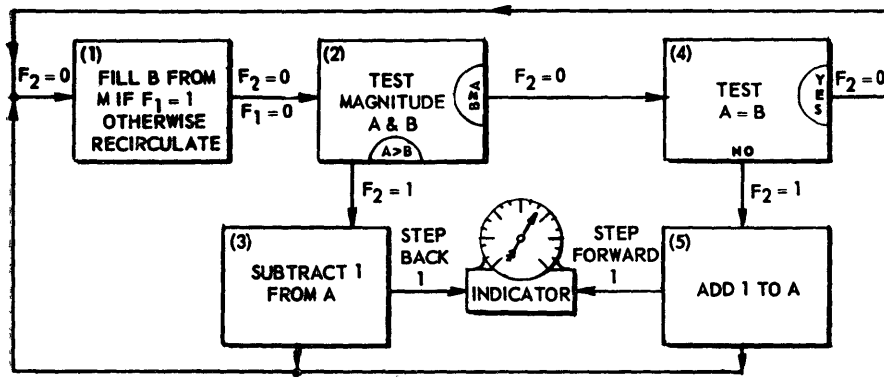 F2=0
(1)
FILL B FROM
M IF F1=1
OTHERWISE
RECIRCULATE
F2=0
F1=0
(2)
TEST
MAGNITUDE
A & B
A≤B
A>B
F2=0
(4)
TEST
A=B
YES
NO
F2=0
F2=1
F2=1
(3)
SUBTRACT 1
FROM A
STEP
BACK
1
INDICATOR
STEP
FORWARD
1
(5)
ADD 1 TO A